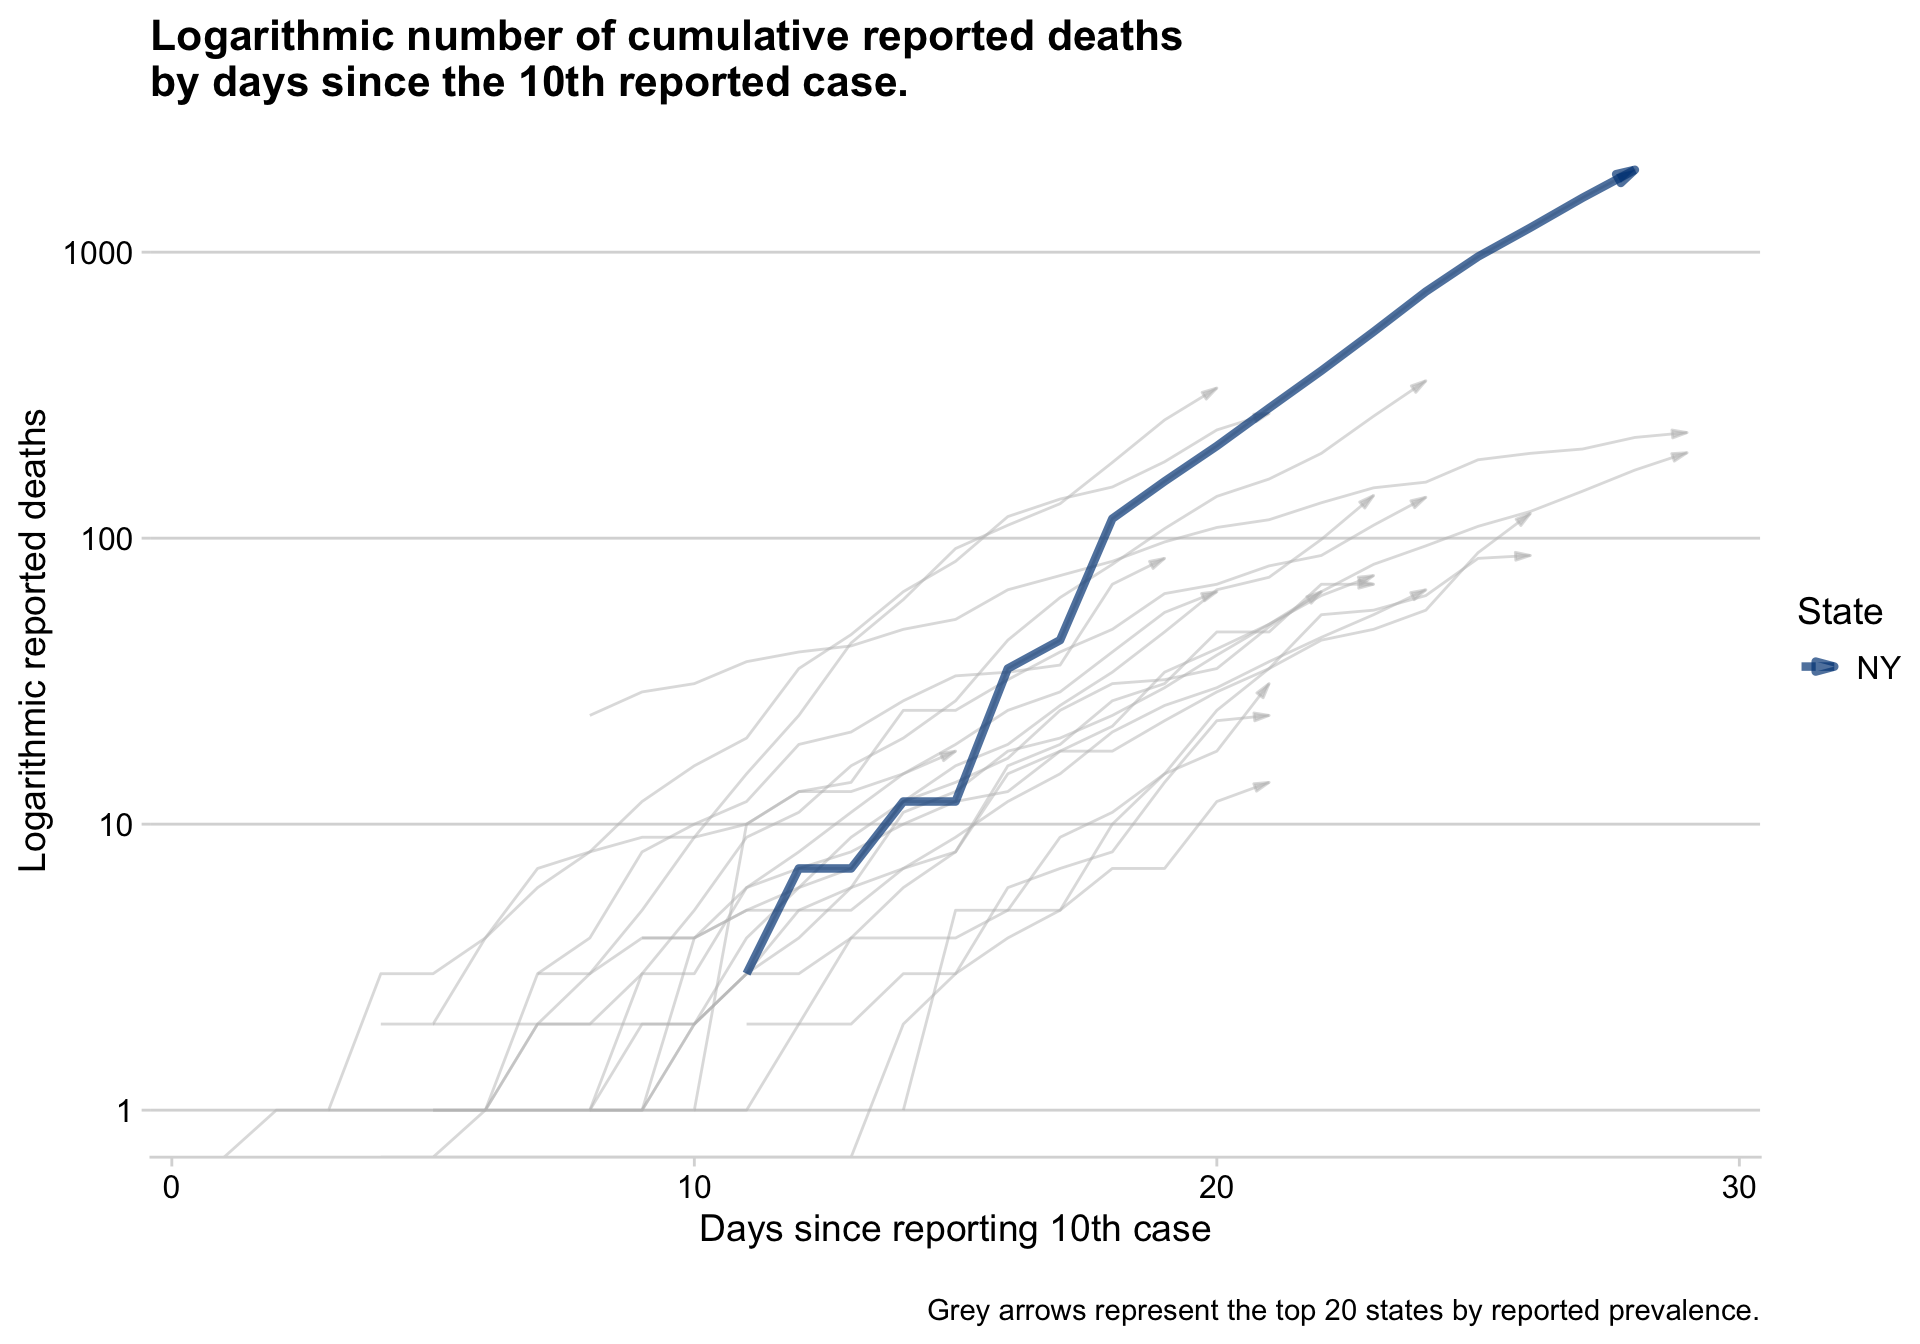 Logarithmic number of cumulative reported deaths
by days since the 10th reported case.
Logarithmic reported deaths
1000
100
10
1
0
10
20
30
Days since reporting 10th case
State
NY
Grey arrows represent the top 20 states by reported prevalence.